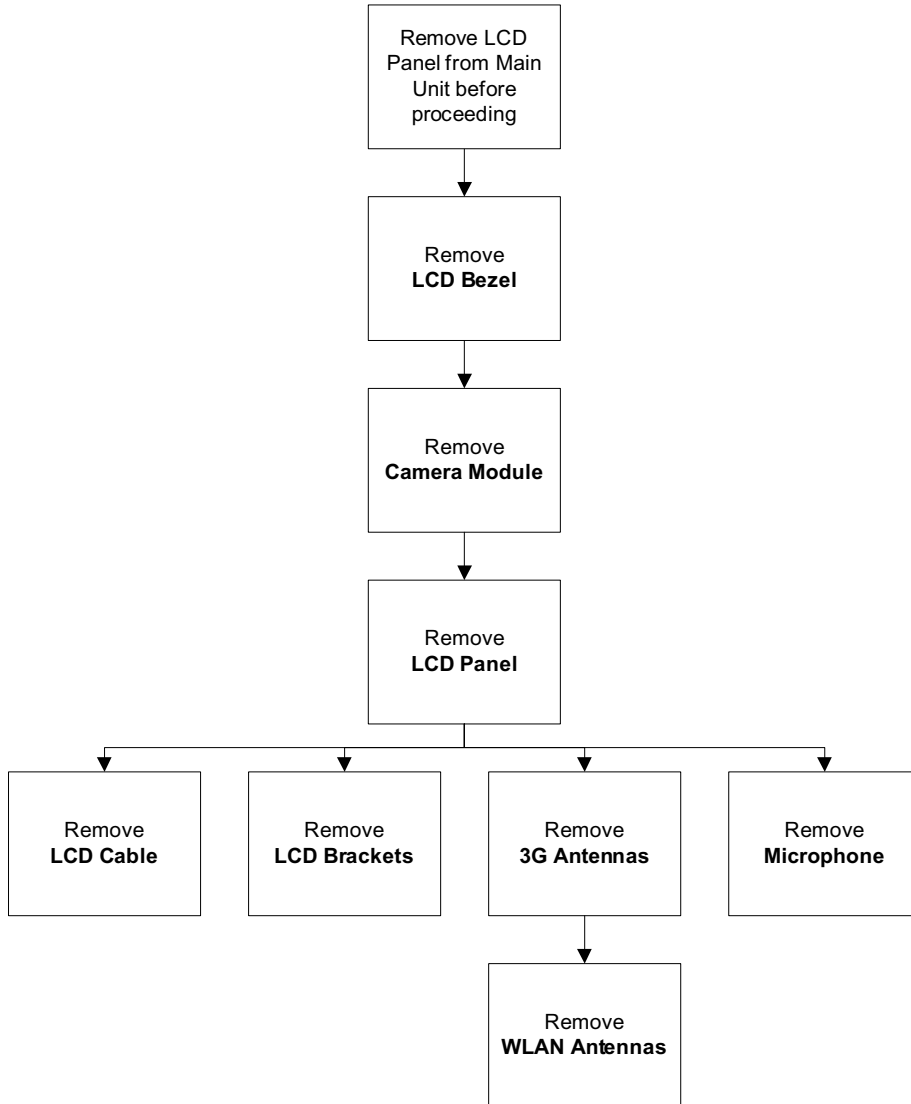 Remove LCD
Panel from Main
Unit before
proceeding
Remove
LCD Bezel
Remove
Camera Module
Remove
LCD Panel
Remove
LCD Cable
Remove
LCD Brackets
Remove
3G Antennas
Remove
Microphone
Remove
WLAN Antennas